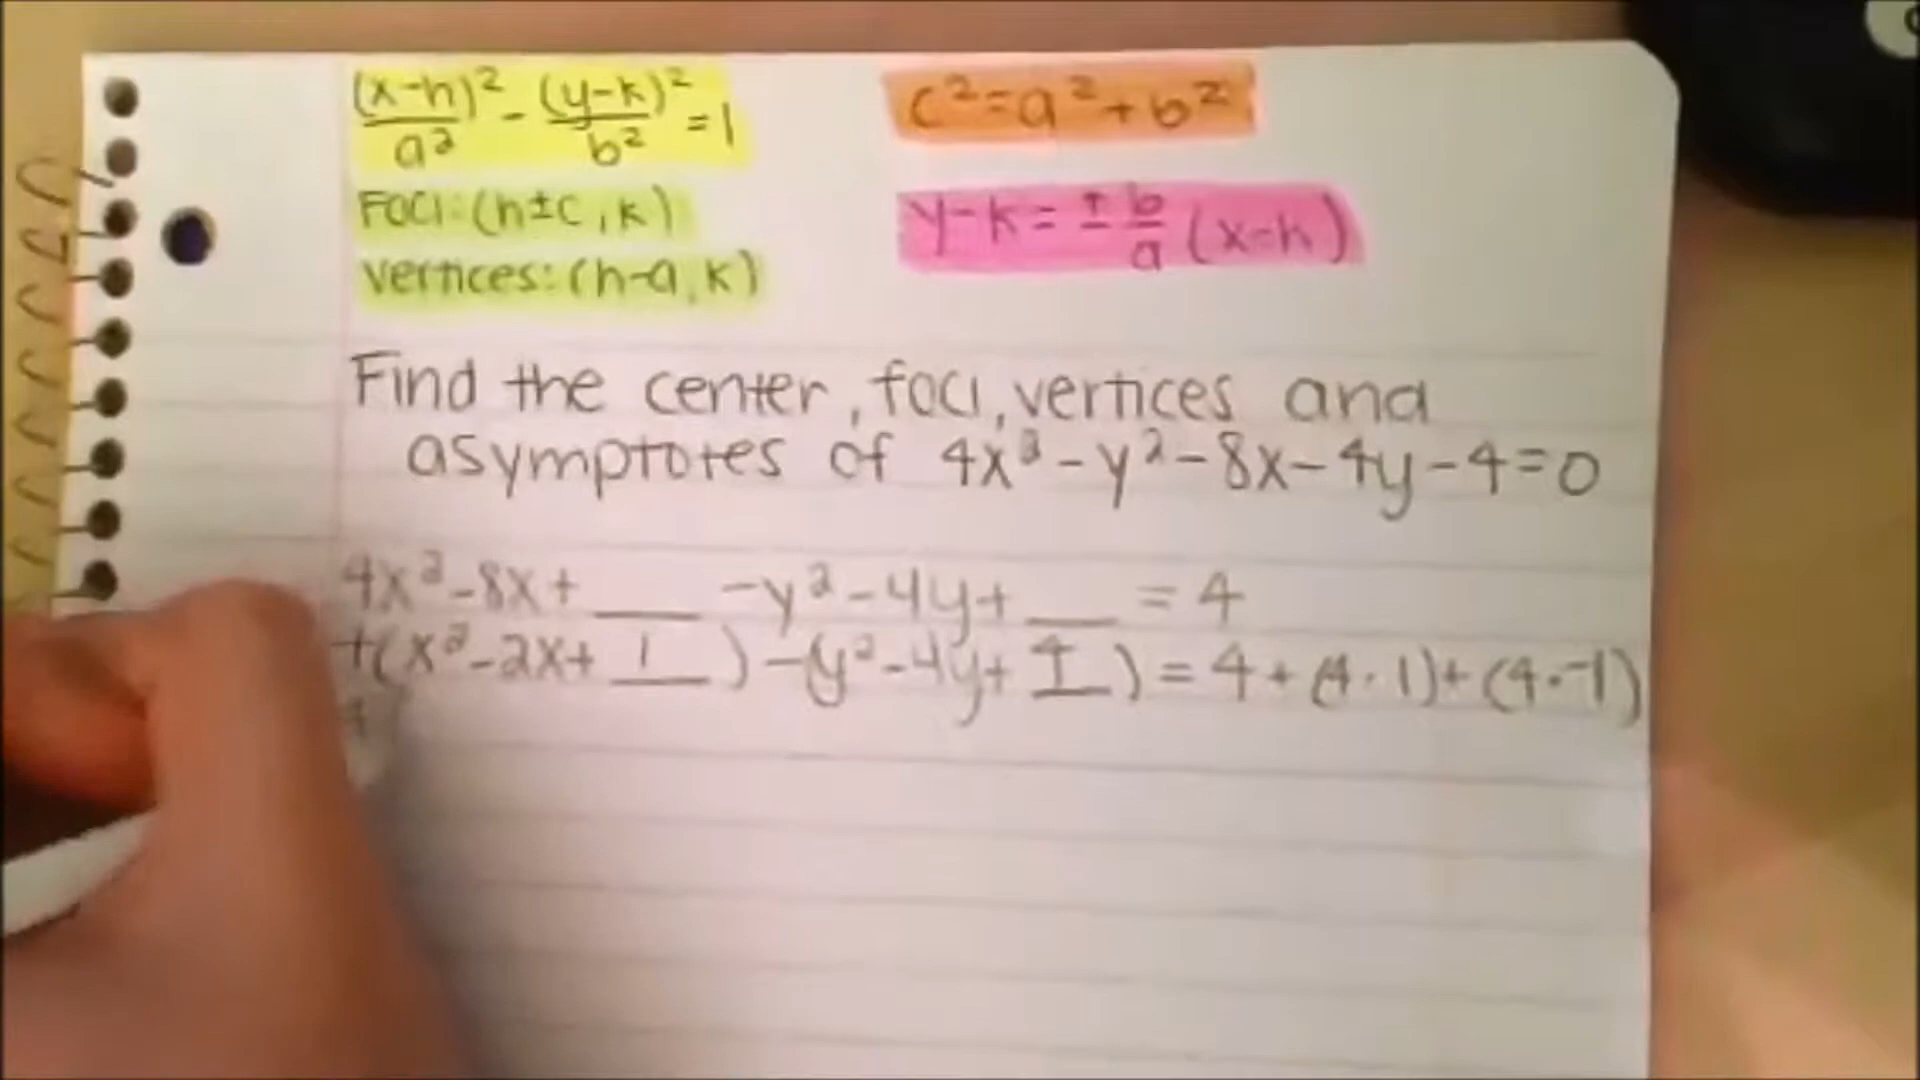 (x-h)²/a² - (y-k)²/b² = 1
c²=a²+b²
Foci:(h±c,k)
y-k=±b/a(x-h)
vertices:(h-a,k)
Find the center, foci, vertices and
asymptotes of 4x²-y²-8x-4y-4=0
4x²-8x+ ___ -y²-4y+ ___ = 4
4(x²-2x+ 1 )-(y²-4y+ 4 )=4+(4·1)+(4·-1)
4